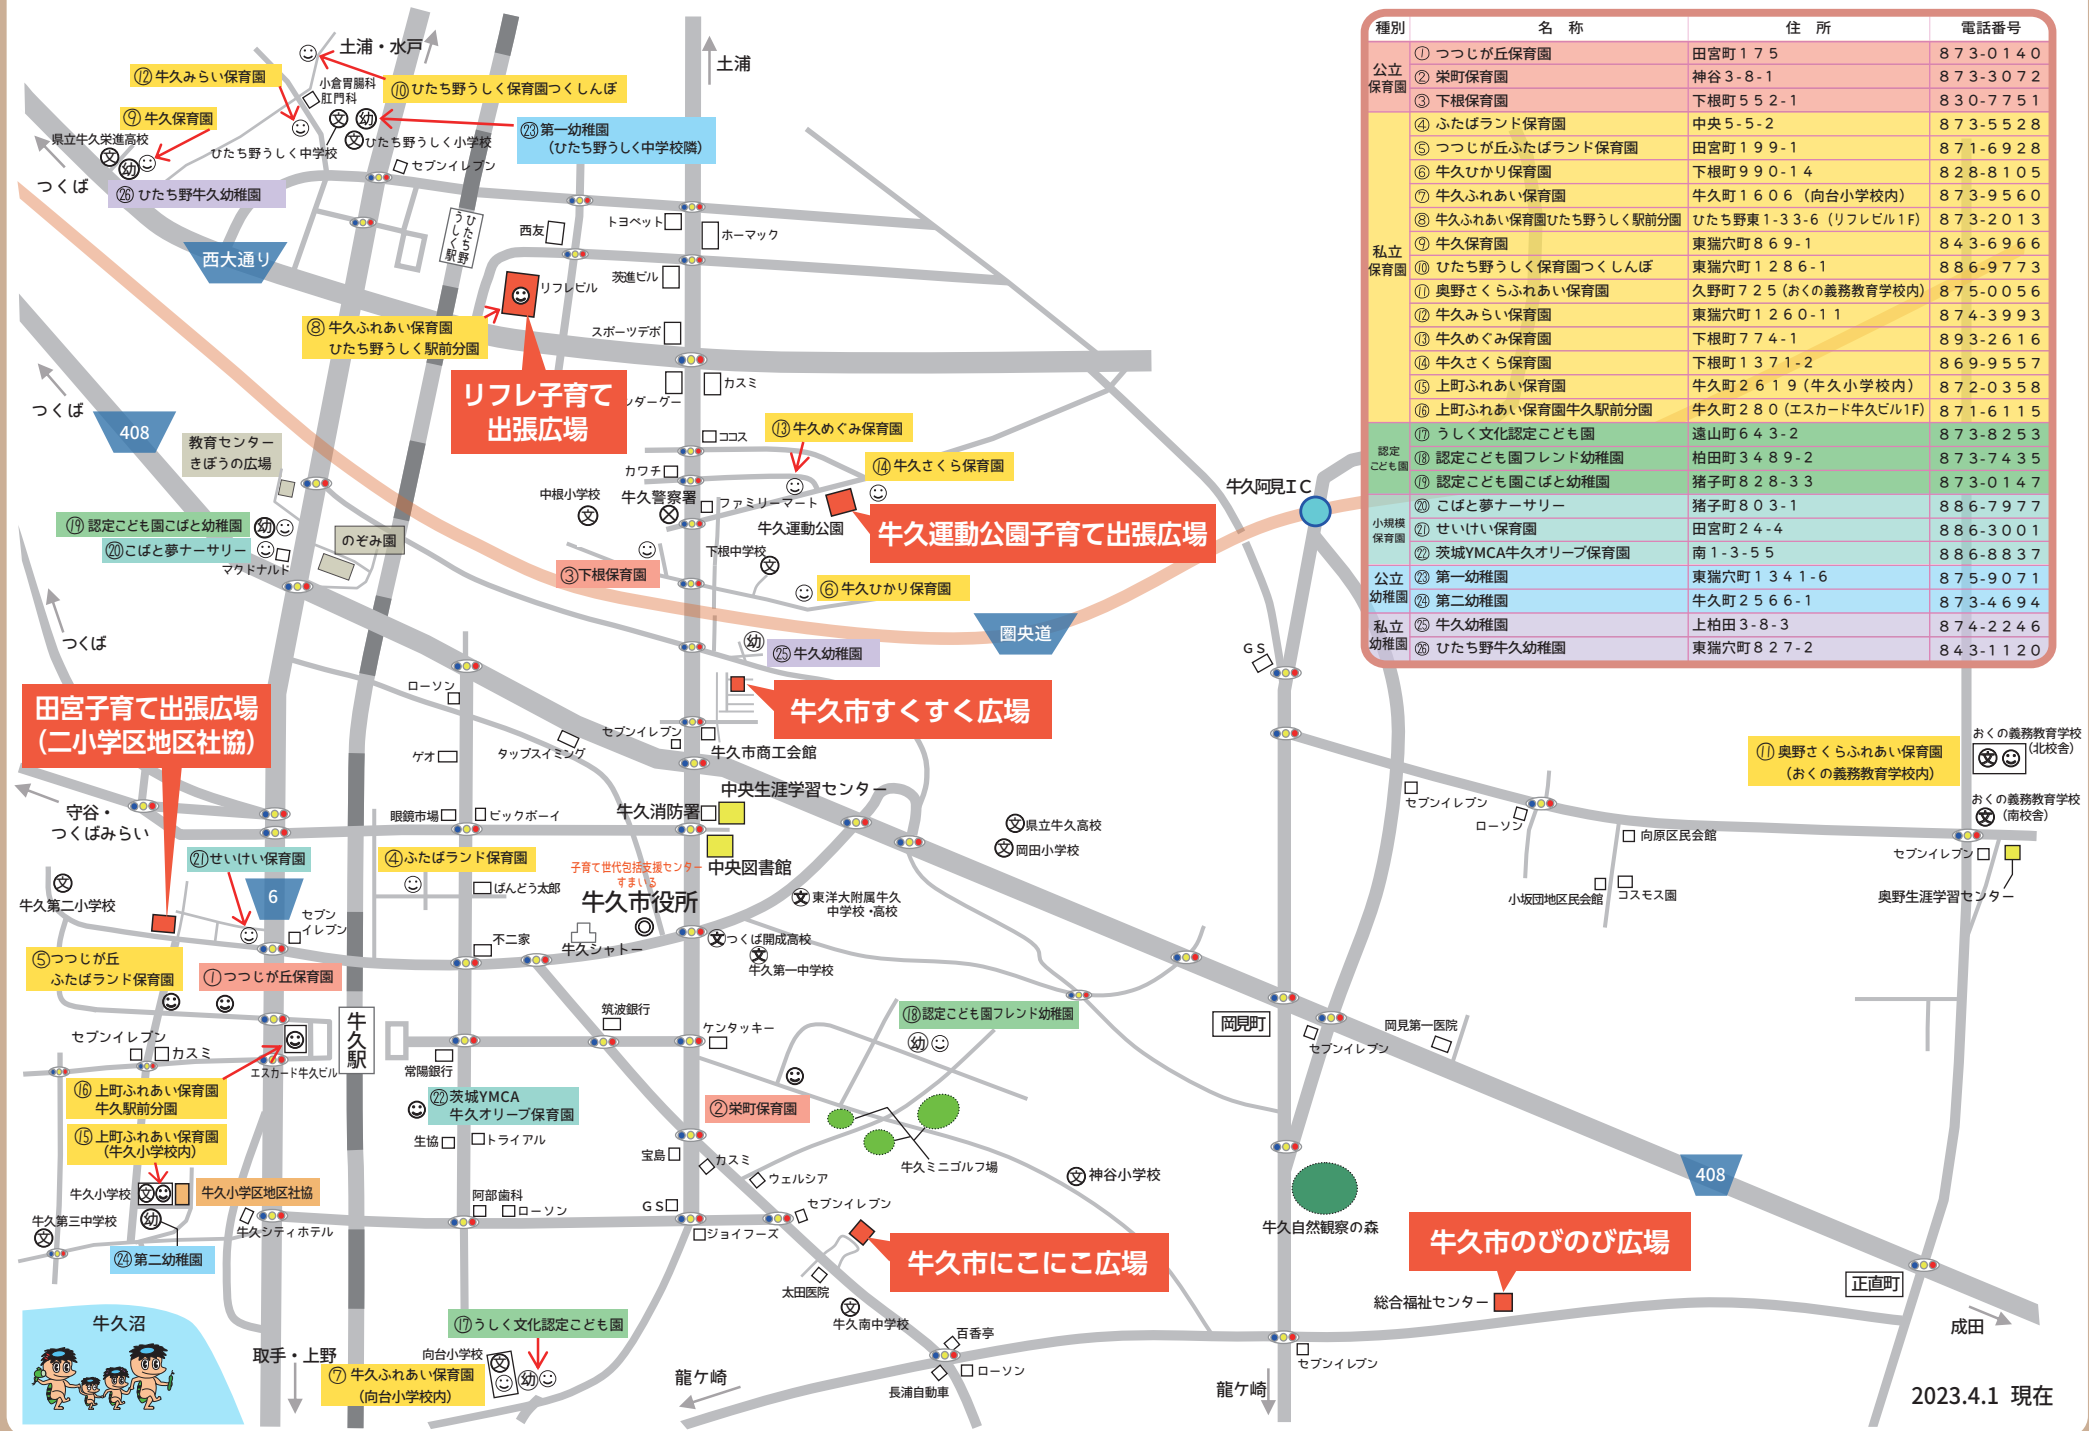 種別 名 称 住 所 電話番号
公立
保育園
① つつじが丘保育園 田宮町175 873-0140
② 栄町保育園 神谷3-8-1 873-3072
③ 下根保育園 下根町552-1 830-7751
私立
保育園
④ ふたばランド保育園 中央5-5-2 873-5528
⑤ つつじが丘ふたばランド保育園 田宮町199-1 871-6928
⑥ 牛久ひかり保育園 下根町990-14 828-8105
⑦ 牛久ふれあい保育園 牛久町1606(向台小学校内) 873-9560
⑧ 牛久ふれあい保育園ひたち野うしく駅前分園 ひたち野東1-33-6(リフレビル1F) 873-2013
⑨ 牛久保育園 東猯穴町869-1 843-6966
⑩ ひたち野うしく保育園つくしんぼ 東猯穴町1286-1 886-9773
⑪ 奥野さくらふれあい保育園 久野町725(おくの義務教育学校内) 875-0056
⑫ 牛久みらい保育園 東猯穴町1260-11 874-3993
⑬ 牛久めぐみ保育園 下根町774-1 893-2616
⑭ 牛久さくら保育園 下根町1371-2 869-9557
⑮ 上町ふれあい保育園 牛久町2619(牛久小学校内) 872-0358
⑯ 上町ふれあい保育園牛久駅前分園 牛久町280(エスカード牛久ビル1F) 871-6115
認定
こども園
⑰ うしく文化認定こども園 遠山町643-2 873-8253
⑱ 認定こども園フレンド幼稚園 柏田町3489-2 873-7435
⑲ 認定こども園こばと幼稚園 猪子町828-33 873-0147
小規模
保育園
⑳ こばと夢ナーサリー 猪子町803-1 886-7977
㉑ せいけい保育園 田宮町24-4 886-3001
㉒ 茨城YMCA牛久オリーブ保育園 南1-3-55 886-8837
公立
幼稚園
㉓ 第一幼稚園 東猯穴町1341-6 875-9071
㉔ 第二幼稚園 牛久町2566-1 873-4694
私立
幼稚園
㉕ 牛久幼稚園 上柏田3-8-3 874-2246
㉖ ひたち野牛久幼稚園 東猯穴町827-2 843-1120
土浦・水戸
土浦
⑫牛久みらい保育園
小倉胃腸科
肛門科
⑩ひたち野うしく保育園つくしんぼ
⑨牛久保育園
県立牛久栄進高校
文
幼
文
幼
文
ひたち野うしく中学校
ひたち野うしく小学校
㉓第一幼稚園
(ひたち野うしく中学校隣)
セブンイレブン
つくば
㉖ひたち野牛久幼稚園
ひたち野
うしく駅
西大通り
西友
トヨペット
ホーマック
茨進ビル
リフレビル
スポーツデポ
⑧牛久ふれあい保育園
ひたち野うしく駅前分園
リフレ子育て
出張広場
ンダーグー
カスミ
つくば
408
教育センター
きぼうの広場
ココス
⑬牛久めぐみ保育園
カワチ
⑭牛久さくら保育園
中根小学校
文
牛久警察署
ファミリーマート
牛久運動公園
牛久運動公園子育て出張広場
牛久阿見IC
⑲認定こども園こばと幼稚園
幼
⑳こばと夢ナーサリー
のぞみ園
マクドナルド
下根中学校
文
③下根保育園
⑥牛久ひかり保育園
圏央道
つくば
幼
㉕牛久幼稚園
GS
田宮子育て出張広場
(二小学区地区社協)
ローソン
牛久市すくすく広場
セブンイレブン
ゲオ
タップスイミング
牛久市商工会館
守谷・
つくばみらい
中央生涯学習センター
牛久消防署
眼鏡市場
ビックボーイ
文 県立牛久高校
文 岡田小学校
セブンイレブン
ローソン
向原区民会館
⑪奥野さくらふれあい保育園
(おくの義務教育学校内)
おくの義務教育学校
(北校舎)
文
おくの義務教育学校
文 (南校舎)
セブンイレブン
小坂団地区民会館
コスモス園
奥野生涯学習センター
㉑せいけい保育園
④ふたばランド保育園
子育て世代包括支援センター
すまいる
中央図書館
文
牛久第二小学校
6
ばんどう太郎
牛久市役所
文 東洋大附属牛久
中学校・高校
セブン
イレブン
不二家
牛久シャトー
文 つくば開成高校
文
牛久第一中学校
⑤つつじが丘
ふたばランド保育園
①つつじが丘保育園
牛久駅
筑波銀行
ケンタッキー
⑱認定こども園フレンド幼稚園
幼
岡見町
セブンイレブン
岡見第一医院
セブンイレブン
カスミ
エスカード牛久ビル
常陽銀行
⑯上町ふれあい保育園
牛久駅前分園
㉒茨城YMCA
牛久オリーブ保育園
②栄町保育園
⑮上町ふれあい保育園
(牛久小学校内)
生協
トライアル
宝島
カスミ
ウェルシア
牛久ミニゴルフ場
文 神谷小学校
408
牛久小学校
文
牛久小学区地区社協
牛久第三中学校
文
幼
牛久シティホテル
阿部歯科
ローソン
GS
セブンイレブン
ジョイフーズ
牛久自然観察の森
㉔第二幼稚園
牛久市にこにこ広場
牛久市のびのび広場
正直町
総合福祉センター
太田医院
文
牛久南中学校
成田
牛久沼
取手・上野
⑰うしく文化認定こども園
向台小学校
文
幼
⑦牛久ふれあい保育園
(向台小学校内)
百香亭
ローソン
長浦自動車
龍ケ崎
龍ケ崎
セブンイレブン
2023.4.1 現在